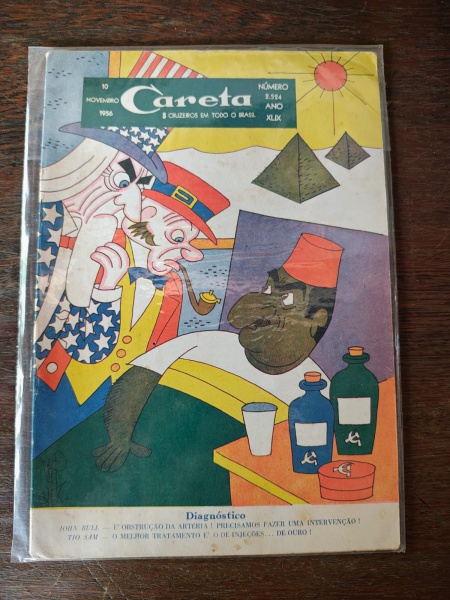 10
NOVEMBRO
1956
Careta
3 CRUZEIROS EM TODO O BRASIL
NÚMERO
2.524
ANO
XLIX
Diagnóstico
JOHN BULL — E' OBSTRUÇÃO DA ARTERIA! PRECISAMOS FAZER UMA INTERVENÇÃO!
TIO SAM — O MELHOR TRATAMENTO E' O DE INJEÇÕES... DE OURO!